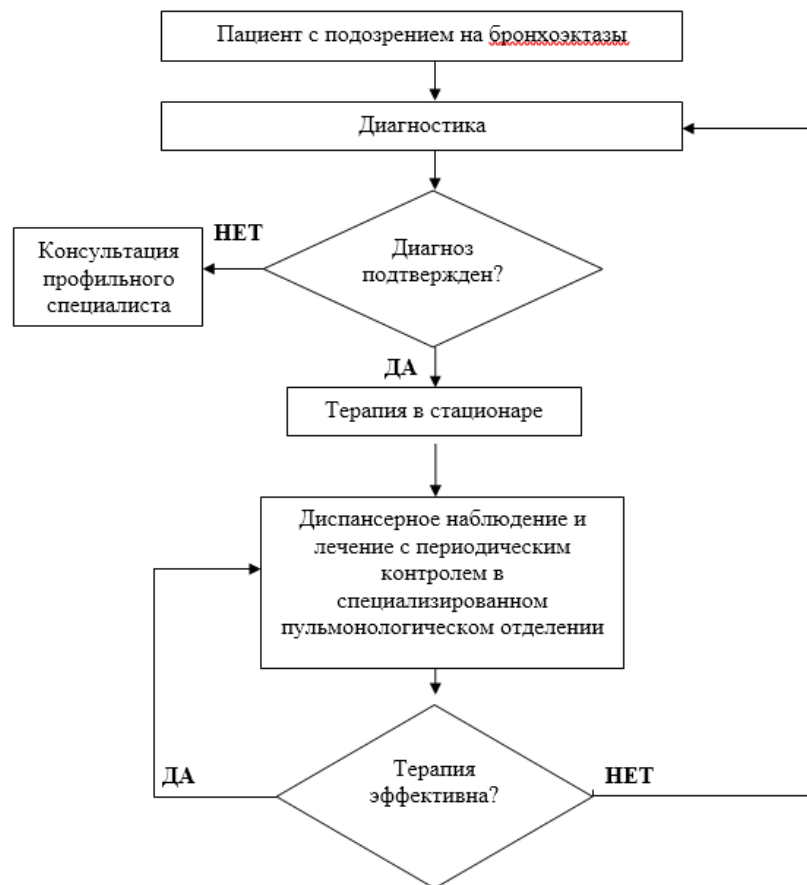 Пациент с подозрением на бронхоэктазы
Диагностика
НЕТ
Диагноз
подтвержден?
Консультация
профильного
специалиста
ДА
Терапия в стационаре
Диспансерное наблюдение и
лечение с периодическим
контролем в
специализированном
пульмонологическом отделении
ДА
Терапия
эффективна?
НЕТ